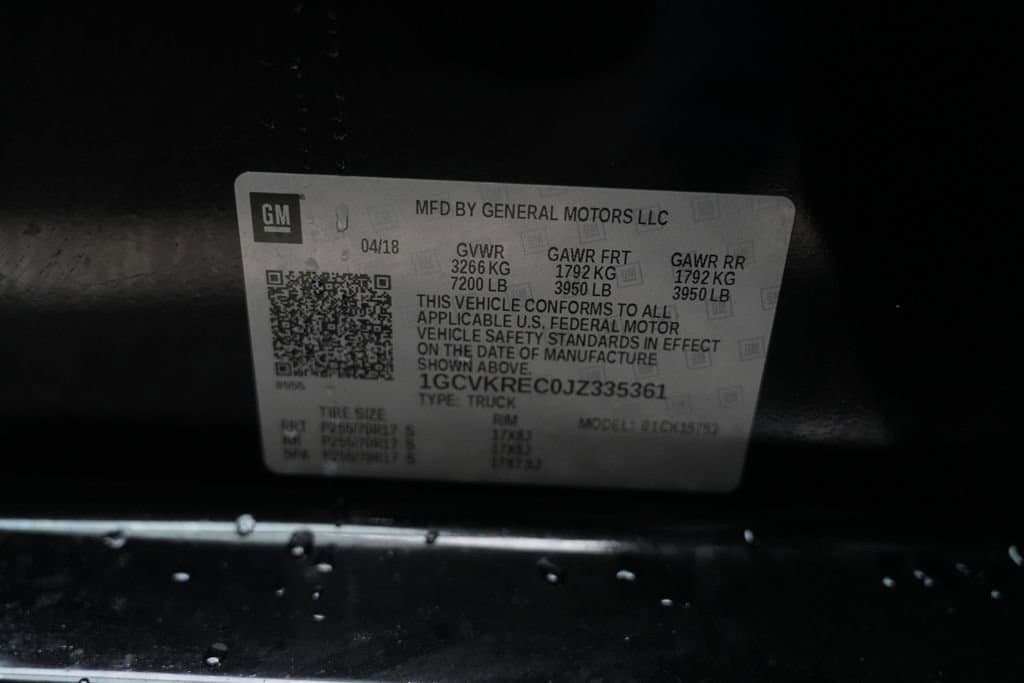 GM
MFD BY GENERAL MOTORS LLC
04/18
GVWR GAWR FRT GAWR RR
3266 KG 1792 KG 1792 KG
7200 LB 3950 LB 3950 LB
THIS VEHICLE CONFORMS TO ALL
APPLICABLE U.S. FEDERAL MOTOR
VEHICLE SAFETY STANDARDS IN EFFECT
ON THE DATE OF MANUFACTURE
SHOWN ABOVE.
1GCVKREC0JZ335361
TYPE: TRUCK
TIRE SIZE RIM MODEL: